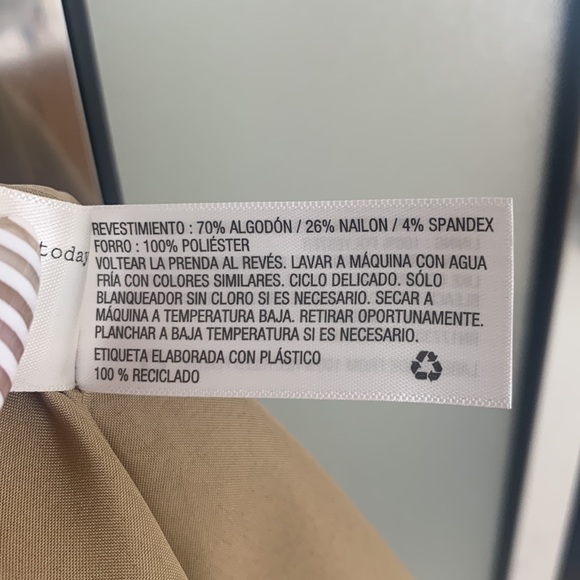 today
REVESTIMIENTO : 70% ALGODÓN / 26% NAILON / 4% SPANDEX
FORRO : 100% POLIÉSTER
VOLTEAR LA PRENDA AL REVÉS. LAVAR A MÁQUINA CON AGUA
FRÍA CON COLORES SIMILARES. CICLO DELICADO. SÓLO
BLANQUEADOR SIN CLORO SI ES NECESARIO. SECAR A
MÁQUINA A TEMPERATURA BAJA. RETIRAR OPORTUNAMENTE.
PLANCHAR A BAJA TEMPERATURA SI ES NECESARIO.
ETIQUETA ELABORADA CON PLÁSTICO
100 % RECICLADO